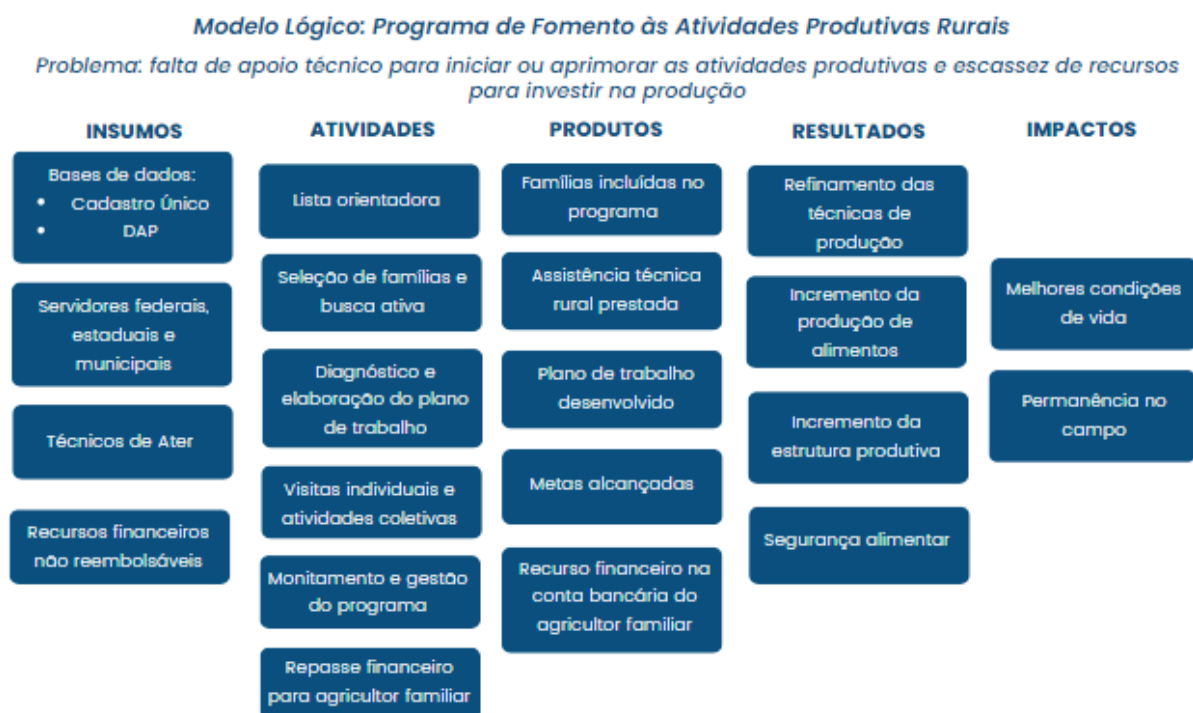 Modelo Lógico: Programa de Fomento às Atividades Produtivas Rurais
Problema: falta de apoio técnico para iniciar ou aprimorar as atividades produtivas e escassez de recursos
para investir na produção
INSUMOS
Bases de dados:
• Cadastro Único
• DAP
Servidores federais,
estaduais e
municipais
Técnicos de Ater
Recursos financeiros
não reembolsáveis
ATIVIDADES
Lista orientadora
Seleção de famílias e
busca ativa
Diagnóstico e
elaboração do plano
de trabalho
Visitas individuais e
atividades coletivas
Monitamento e gestão
do programa
Repasse financeiro
para agricultor familiar
PRODUTOS
Famílias incluídas no
programa
Assistência técnica
rural prestada
Plano de trabalho
desenvolvido
Metas alcançadas
Recurso financeiro na
conta bancária do
agricultor familiar
RESULTADOS
Refinamento das
técnicas de
produção
Incremento da
produção de
alimentos
Incremento da
estrutura produtiva
Segurança alimentar
IMPACTOS
Melhores condições
de vida
Permanência no
campo